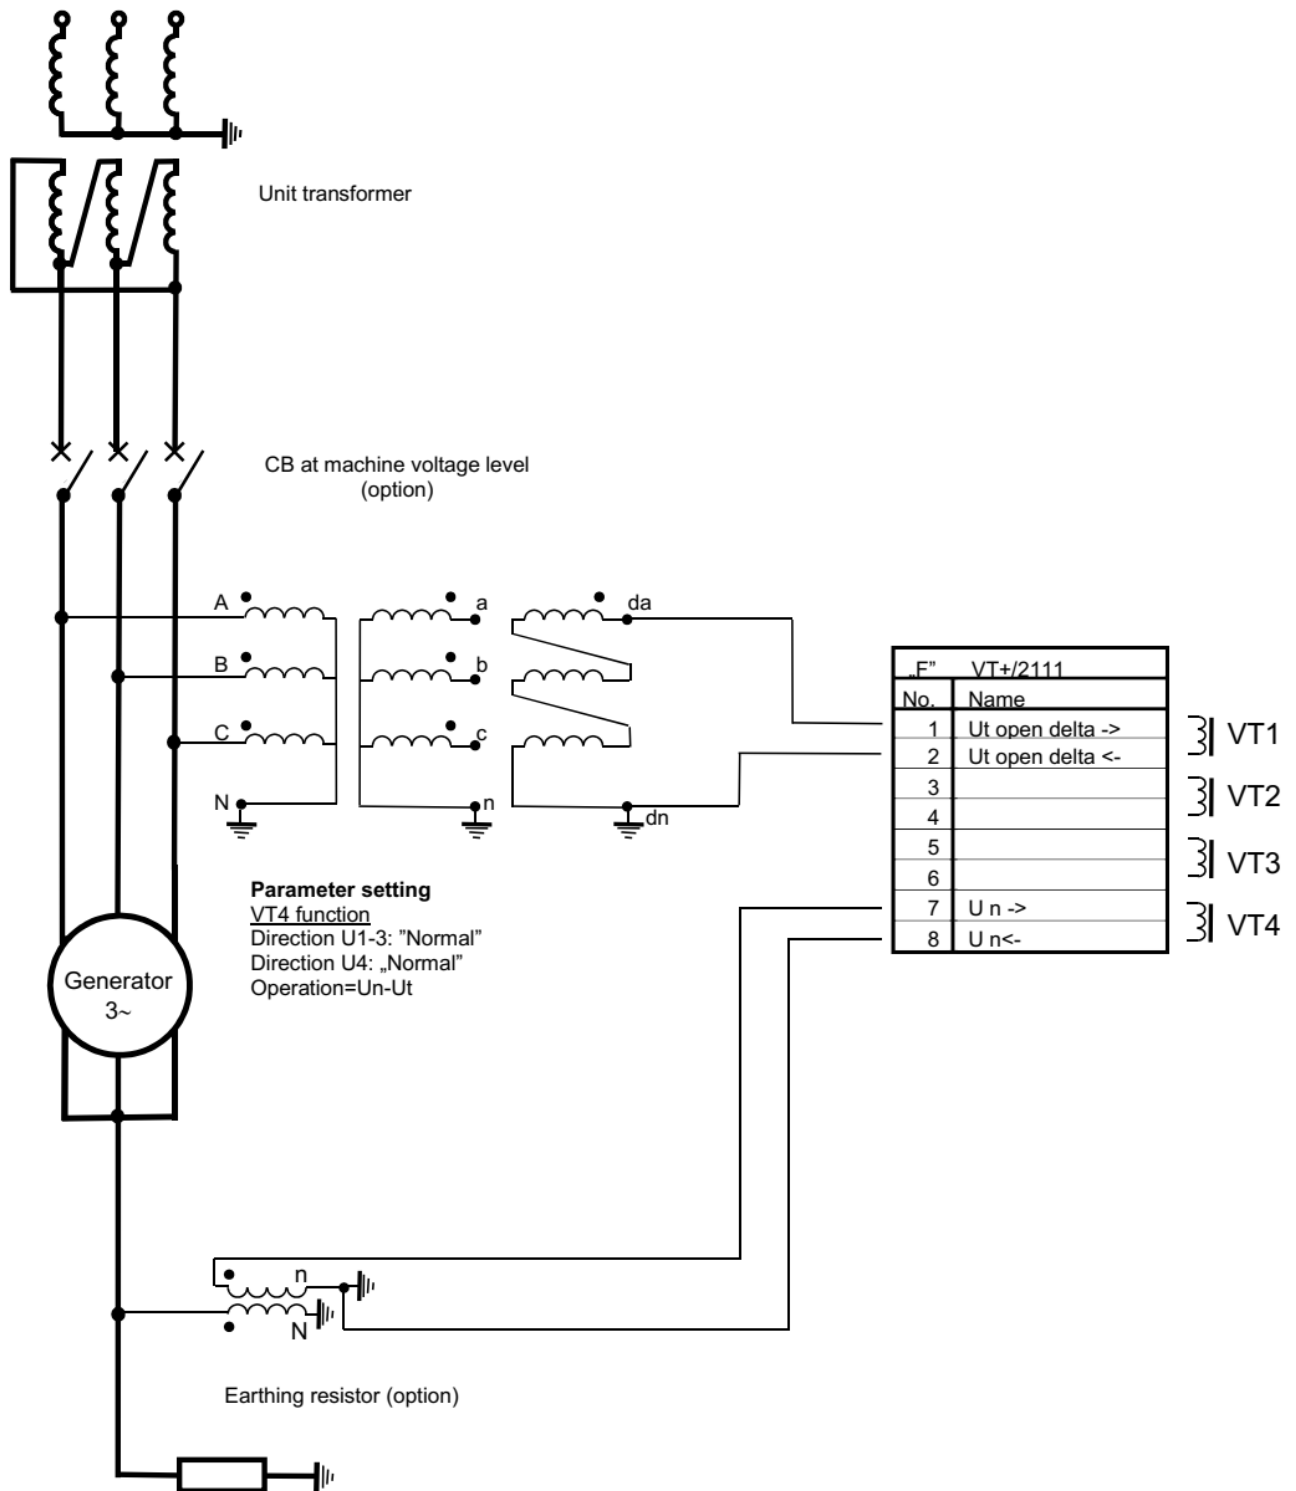 Unit transformer
CB at machine voltage level
(option)
A
a
da
B
b
C
c
N
n
dn
„F” VT+/2111
No. Name
1 Ut open delta ->
2 Ut open delta <-
3
4
5
6
7 U n ->
8 U n<-
VT1
VT2
VT3
VT4
Parameter setting
VT4 function
Direction U1-3: ”Normal”
Direction U4: „Normal”
Operation=Un-Ut
Generator
3~
n
N
Earthing resistor (option)